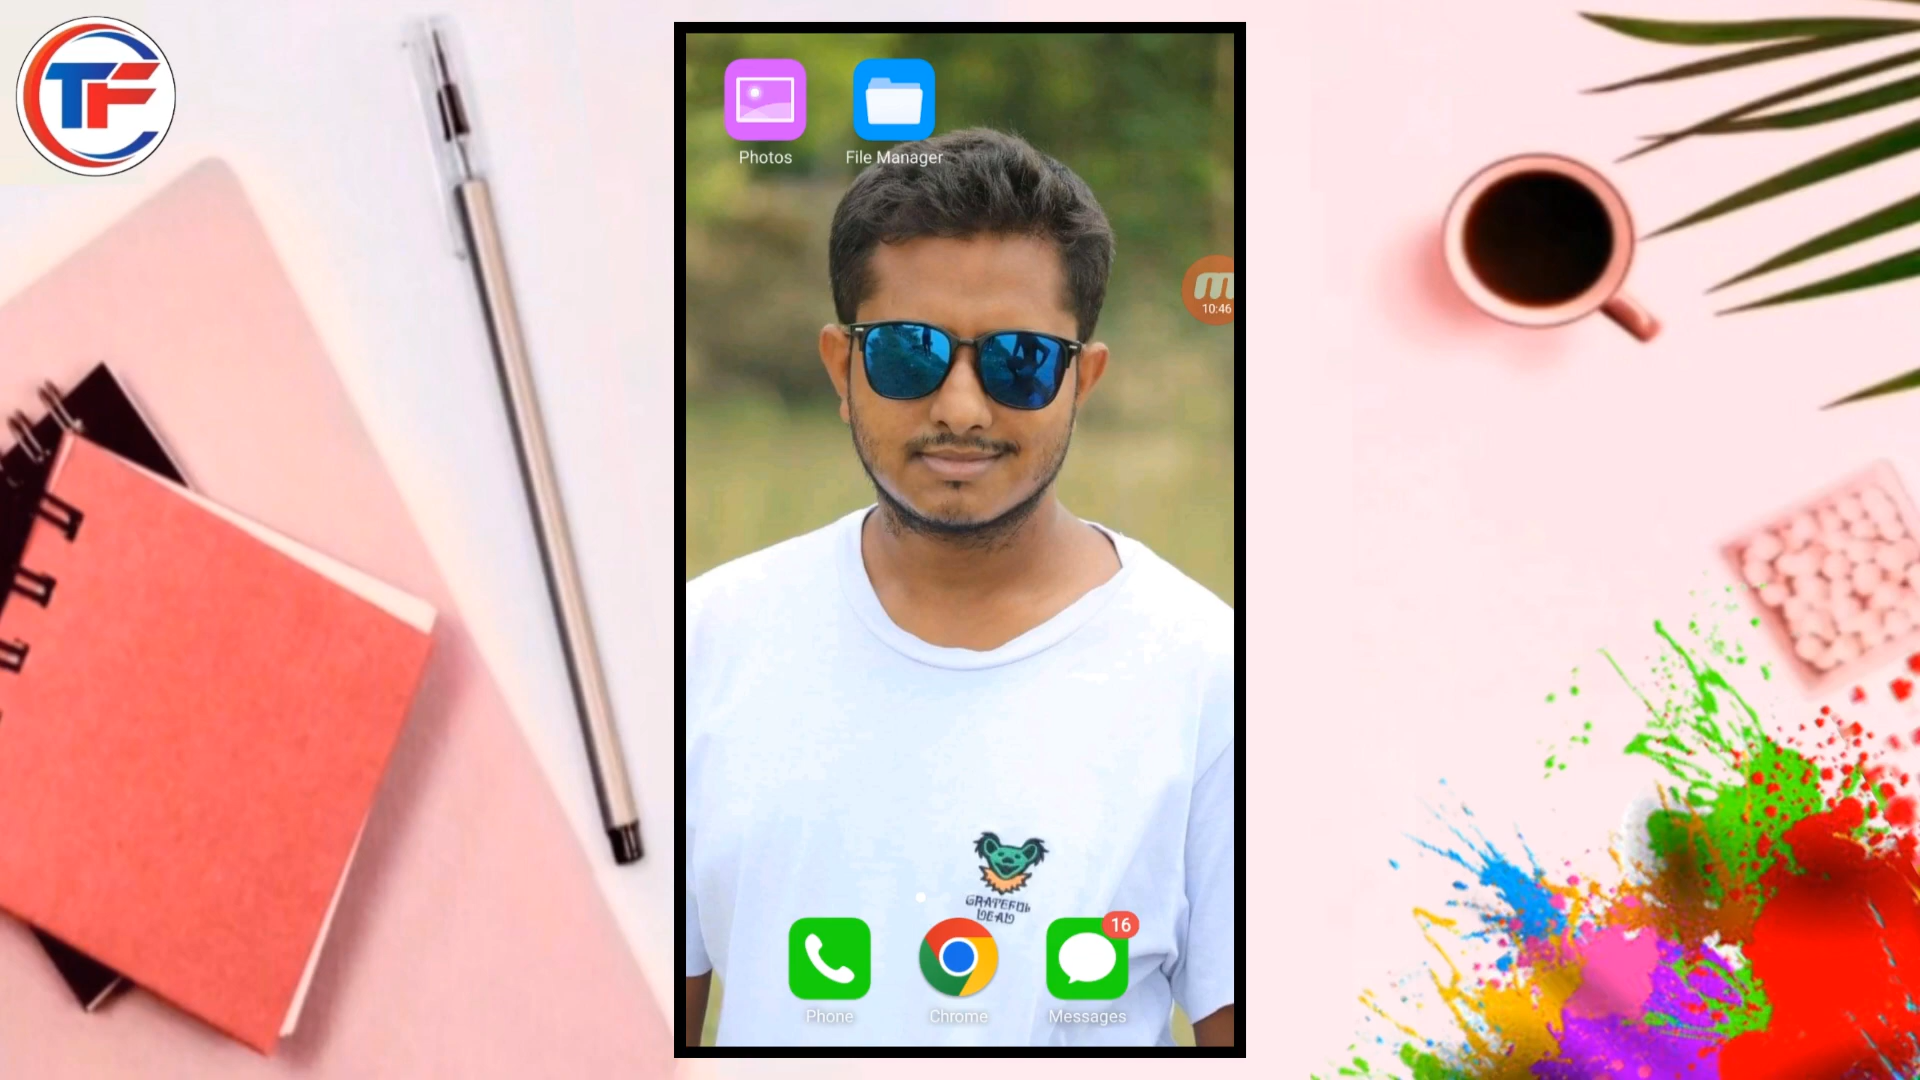 TF
Photos
File Manager
10:46
GRATEFUL
DEAD
16
Phone
Chrome
Messages